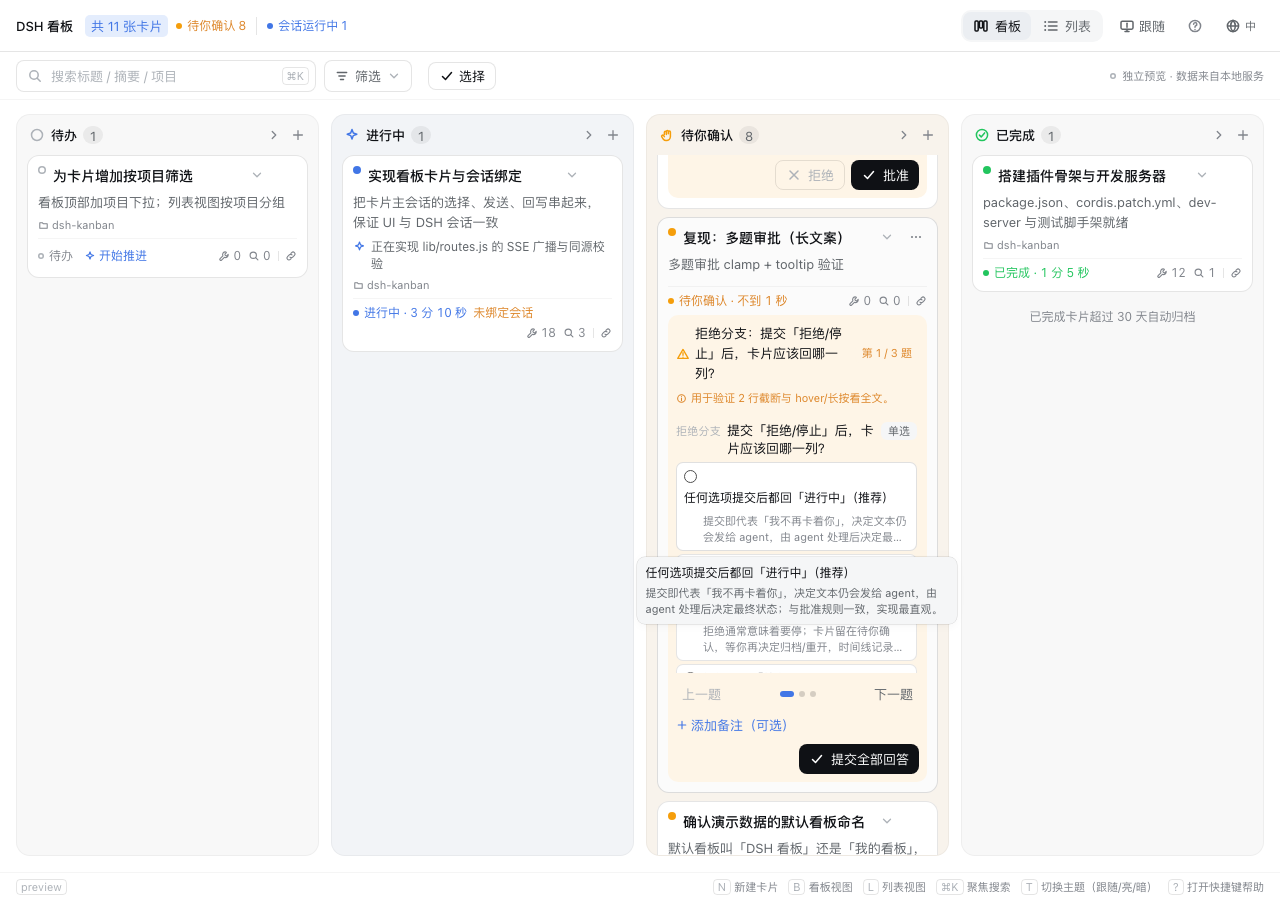 DSH 看板 共 11 张卡片 待你确认 8 会话运行中 1 看板 列表 跟随 中
搜索标题 / 摘要 / 项目 ⌘K 筛选 选择 独立预览 · 数据来自本地服务
待办 1
为卡片增加按项目筛选
看板顶部加项目下拉；列表视图按项目分组
dsh-kanban
待办 开始推进 0 0
进行中 1
实现看板卡片与会话绑定
把卡片主会话的选择、发送、回写串起来，
保证 UI 与 DSH 会话一致
正在实现 lib/routes.js 的 SSE 广播与同源校
验
dsh-kanban
进行中 · 3 分 10 秒 未绑定会话
18 3
待你确认 8
拒绝 批准
复现：多题审批（长文案）
多题审批 clamp + tooltip 验证
待你确认 · 不到 1 秒 0 0
拒绝分支：提交「拒绝/停
止」后，卡片应该回哪一
列?
第 1 / 3 题
用于验证 2 行截断与 hover/长按看全文。
拒绝分支 提交「拒绝/停止」后，卡 单选
片应该回哪一列?
任何选项提交后都回「进行中」(推荐)
提交即代表「我不再卡着你」，决定文本仍
会发给 agent，由 agent 处理后决定最...
任何选项提交后都回「进行中」(推荐)
提交即代表「我不再卡着你」，决定文本仍会发给 agent，由
agent 处理后决定最终状态；与批准规则一致，实现最直观。
拒绝通常意味着要停；卡片留在待你确
认，等你再决定归档/重开，时间线记录...
上一题 下一题
+ 添加备注（可选）
提交全部回答
确认演示数据的默认看板命名
默认看板叫「DSH 看板」还是「我的看板」，
已完成 1
搭建插件骨架与开发服务器
package.json、cordis.patch.yml、dev-
server 与测试脚手架就绪
dsh-kanban
已完成 · 1 分 5 秒 12 1
已完成卡片超过 30 天自动归档
preview N 新建卡片 B 看板视图 L 列表视图 ⌘K 聚焦搜索 T 切换主题（跟随/亮/暗） ? 打开快捷键帮助